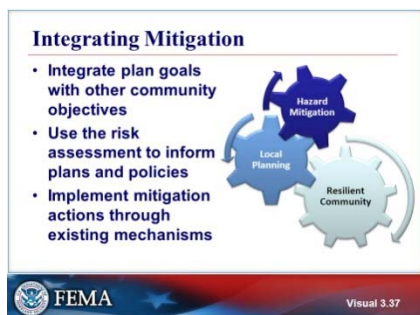 Integrating Mitigation
• Integrate plan goals
with other community
objectives
• Use the risk
assessment to inform
plans and policies
• Implement mitigation
actions through
existing mechanisms
Hazard
Mitigation
Local
Planning
Resilient
Community
FEMA
Visual 3.37